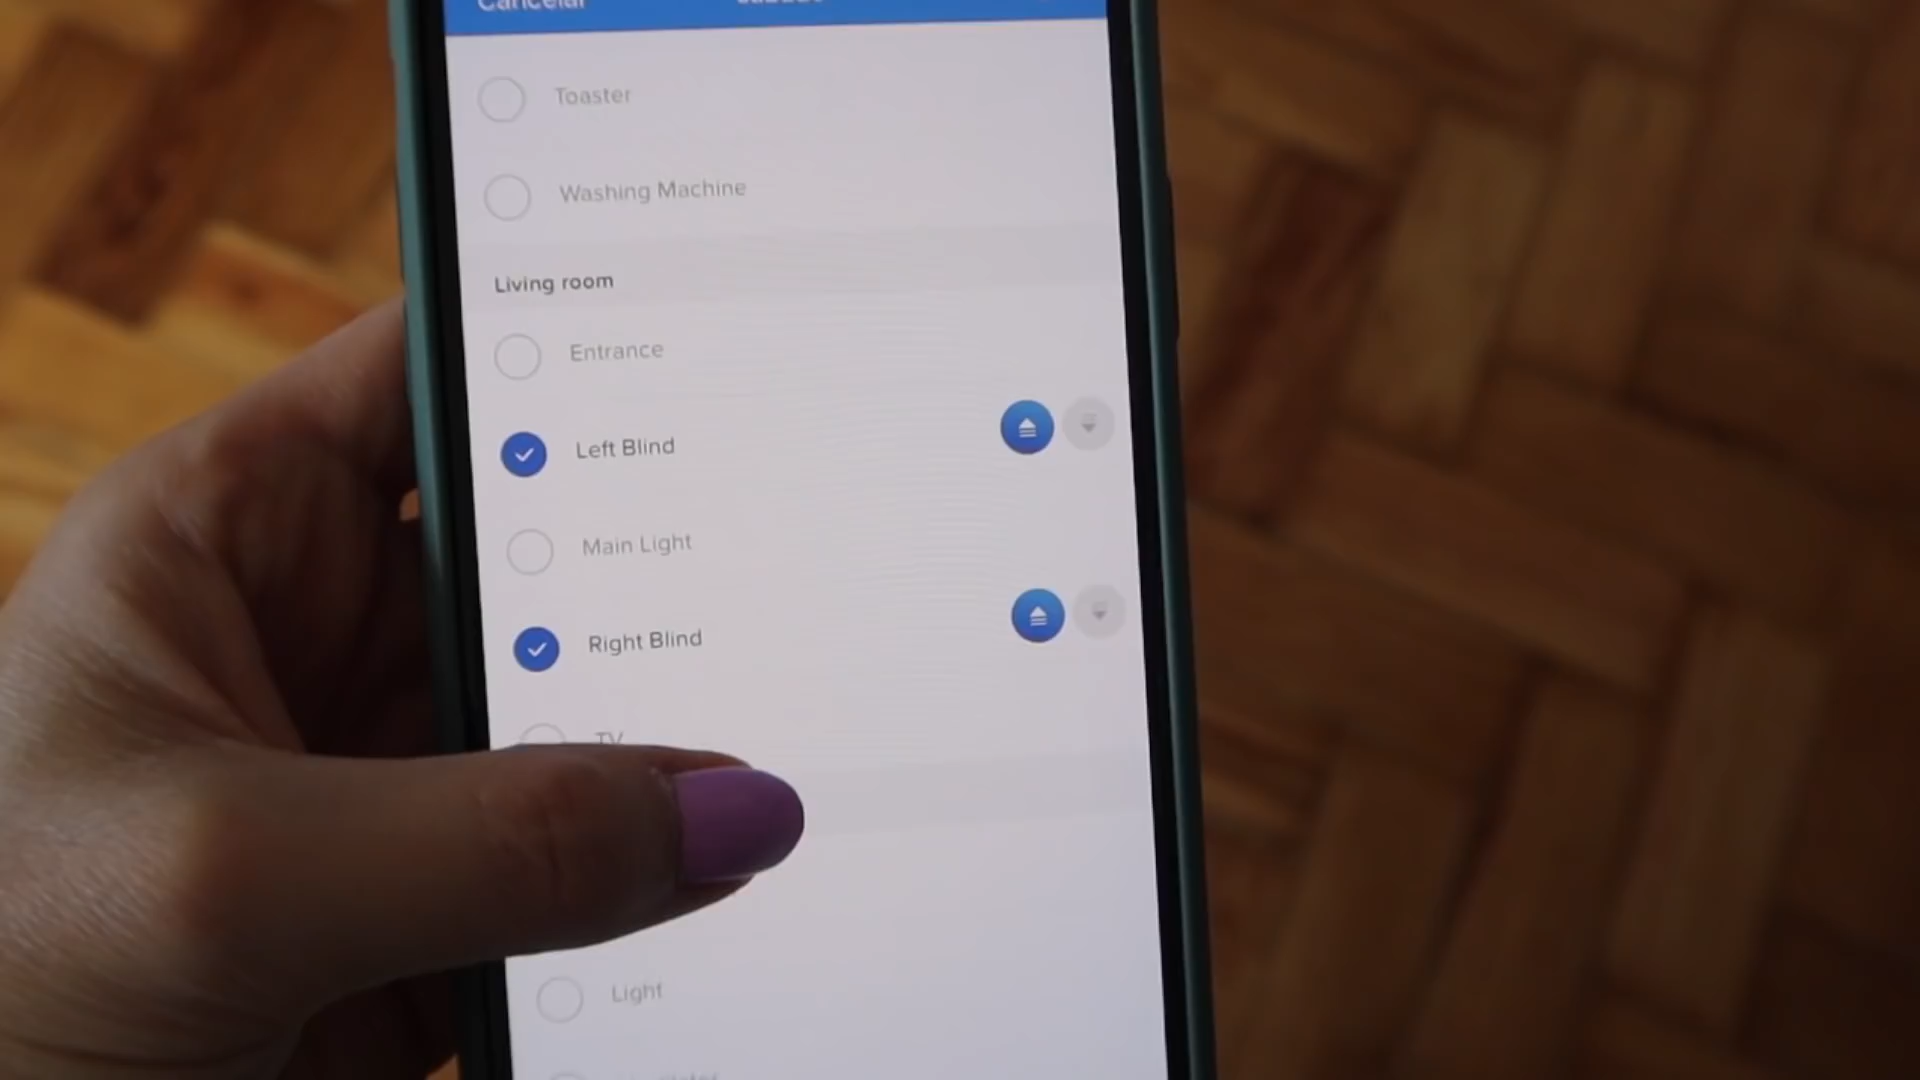 Cancelar
Toaster
Washing Machine
Living room
Entrance
Left Blind
Main Light
Right Blind
TV
Light